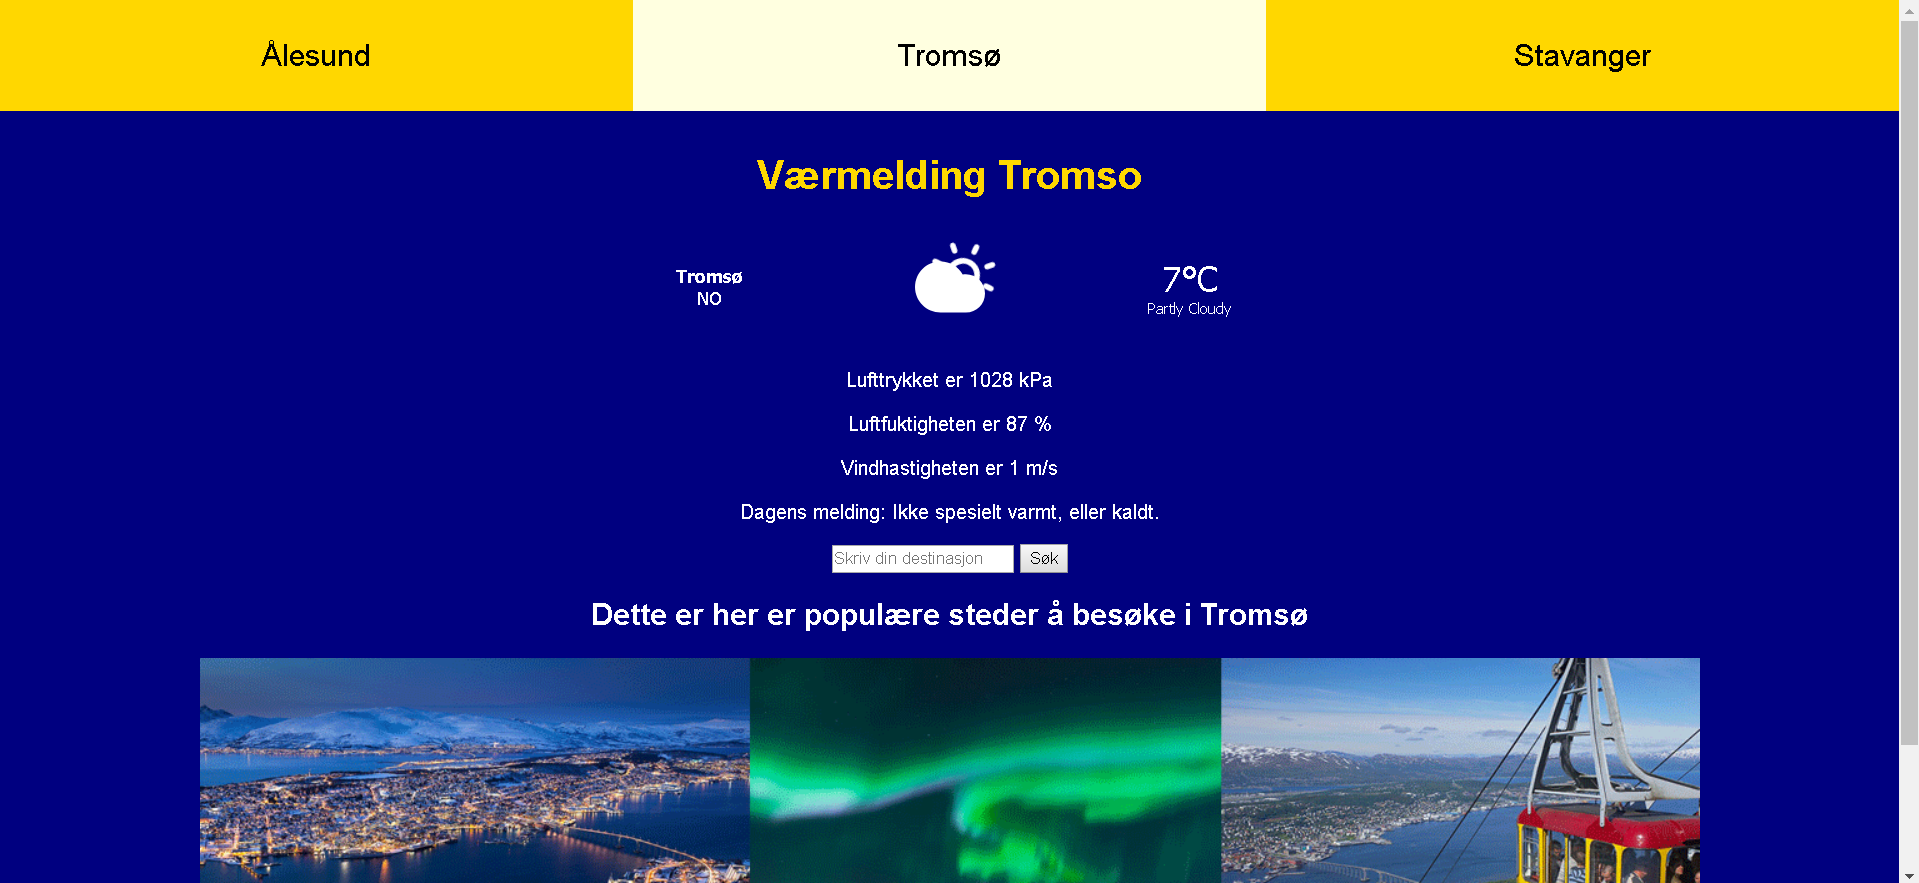 Ålesund
Tromsø
Stavanger
Værmelding Tromso
Tromsø
NO
7°C
Partly Cloudy
Lufttrykket er 1028 kPa
Luftfuktigheten er 87 %
Vindhastigheten er 1 m/s
Dagens melding: Ikke spesielt varmt, eller kaldt.
Skriv din destinasjon
Søk
Dette er her er populære steder å besøke i Tromsø